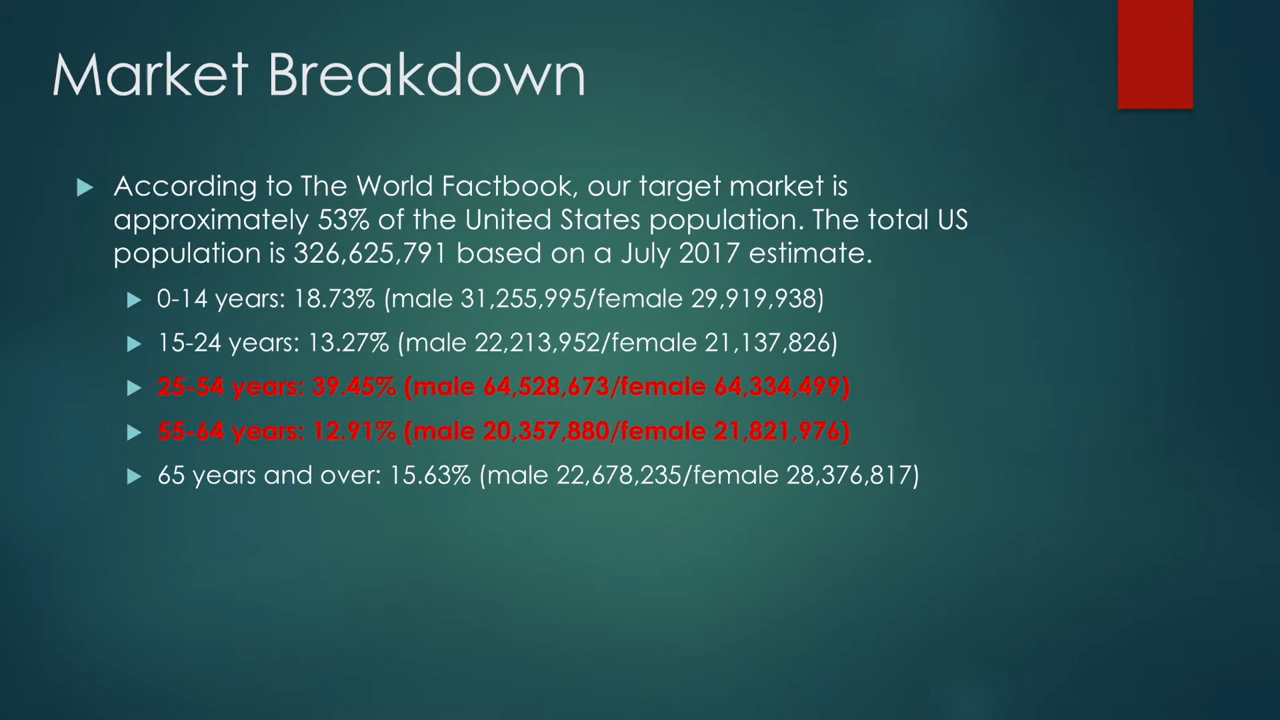 Market Breakdown
According to The World Factbook, our target market is
approximately 53% of the United States population. The total US
population is 326,625,791 based on a July 2017 estimate.
0-14 years: 18.73% (male 31,255,995/female 29,919,938)
15-24 years: 13.27% (male 22,213,952/female 21,137,826)
25-54 years: 39.45% (male 64,528,673/female 64,334,499)
55-64 years: 12.91% (male 20,357,880/female 21,821,976)
65 years and over: 15.63% (male 22,678,235/female 28,376,817)